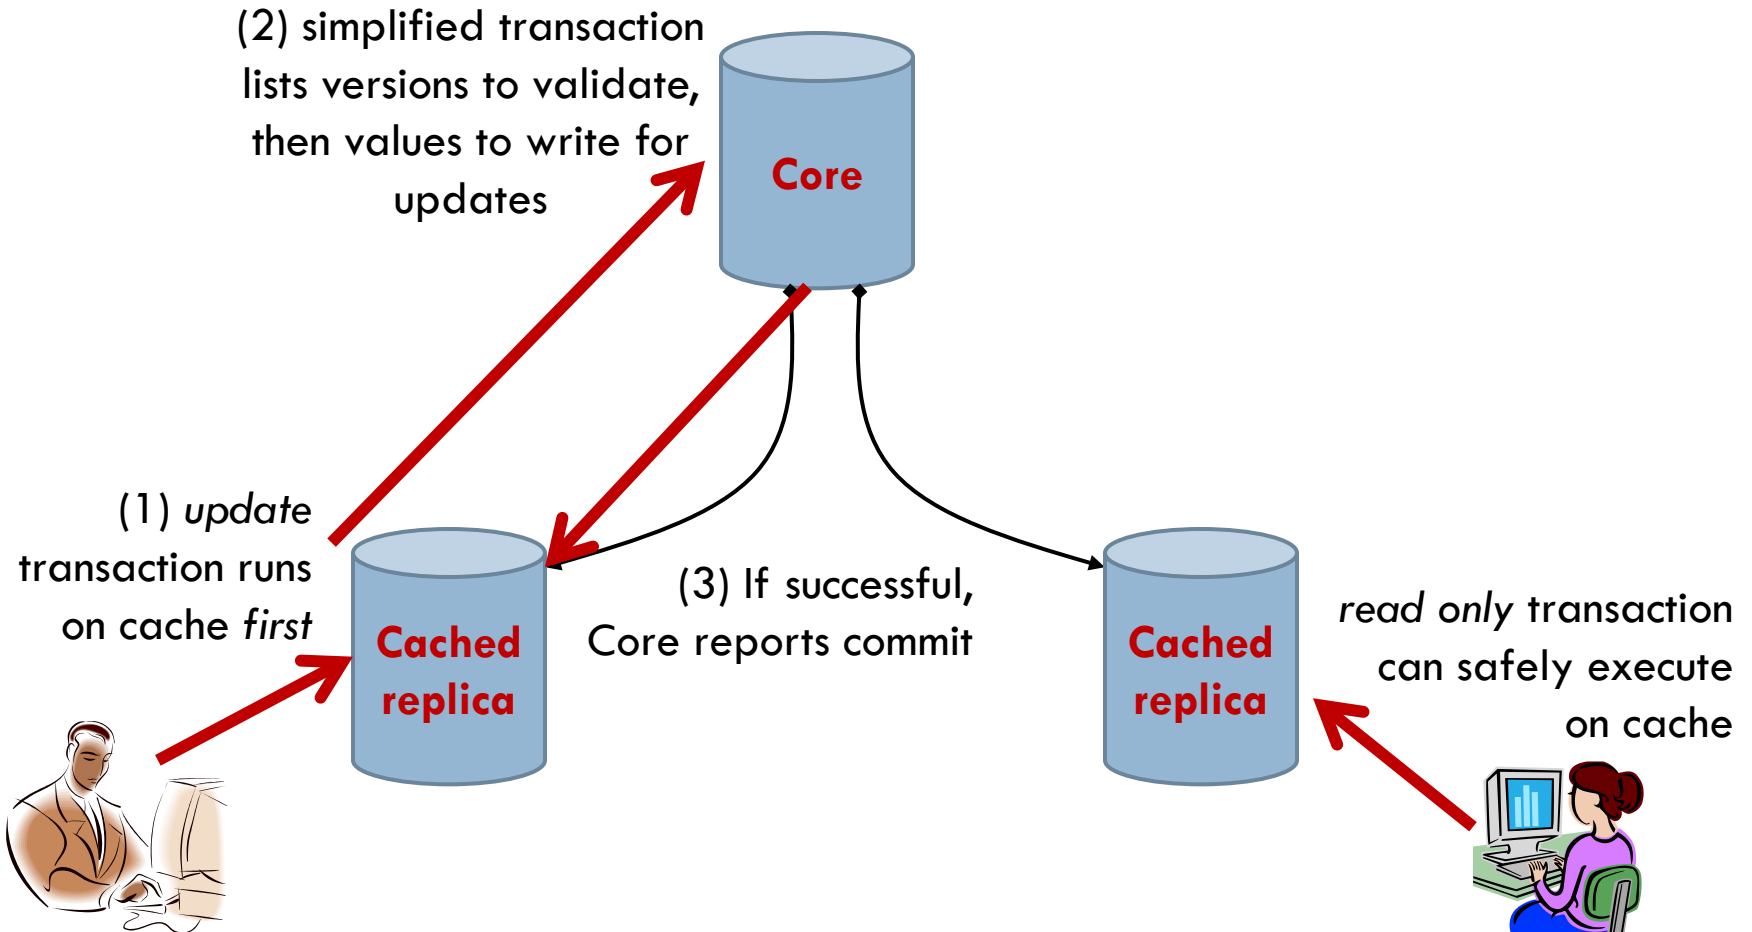 (2) simplified transaction
lists versions to validate,
then values to write for
updates
Core
(1) update
transaction runs
on cache first
Cached
replica
(3) If successful,
Core reports commit
Cached
replica
read only transaction
can safely execute
on cache